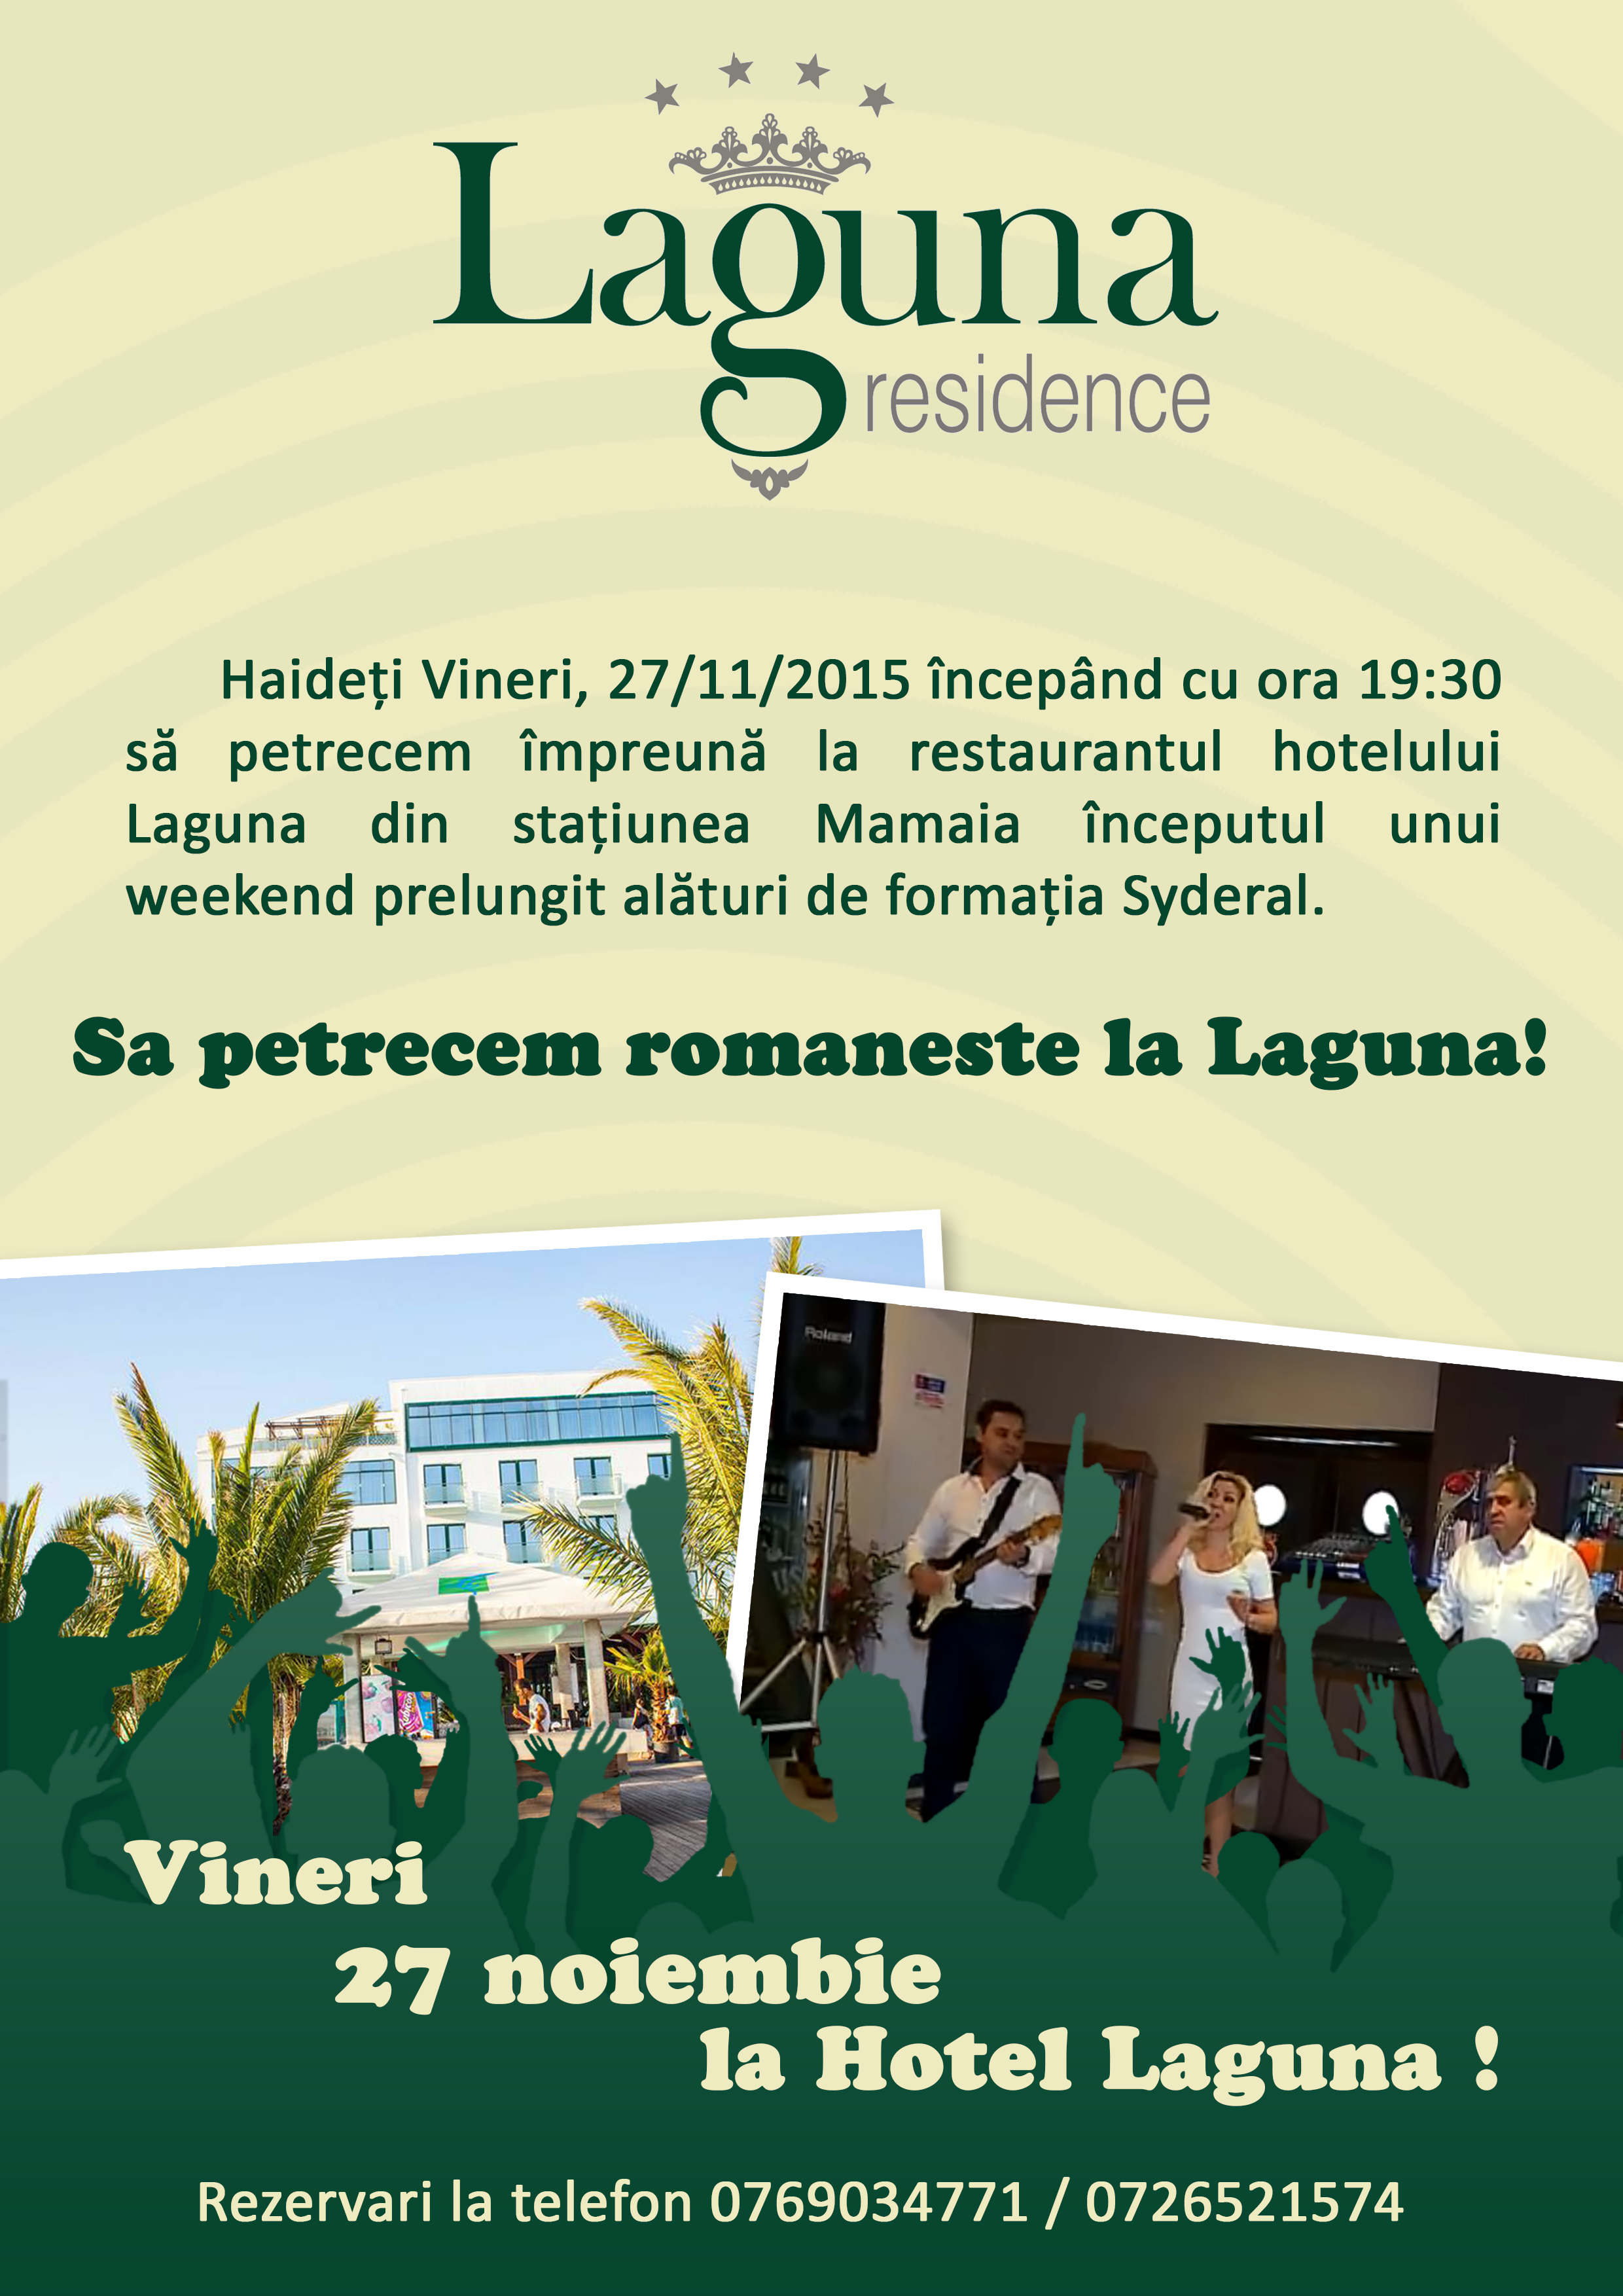 Laguna
residence
Haideți Vineri, 27/11/2015 începând cu ora 19:30
să petrecem împreună la restaurantul hotelului
Laguna din stațiunea Mamaia începutul unui
weekend prelungit alături de formația Syderal.
Sa petrecem romaneste la Laguna!
Roland
Vineri
27 noiembie
la Hotel Laguna !
Rezervari la telefon 0769034771 / 0726521574